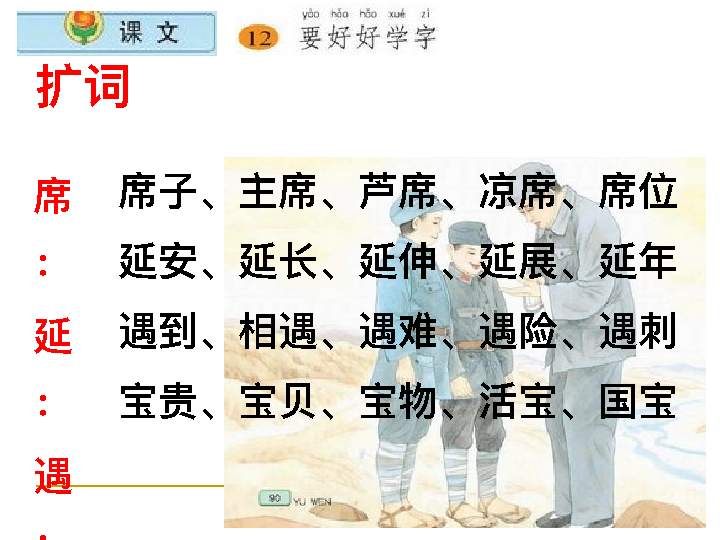 课 文
yào hǎo hǎo xué zì
12 要好好学字
扩词
席：
席子、主席、芦席、凉席、席位
延：
延安、延长、延伸、延展、延年
遇：
遇到、相遇、遇难、遇险、遇刺
宝贵、宝贝、宝物、活宝、国宝
90 YU WEN